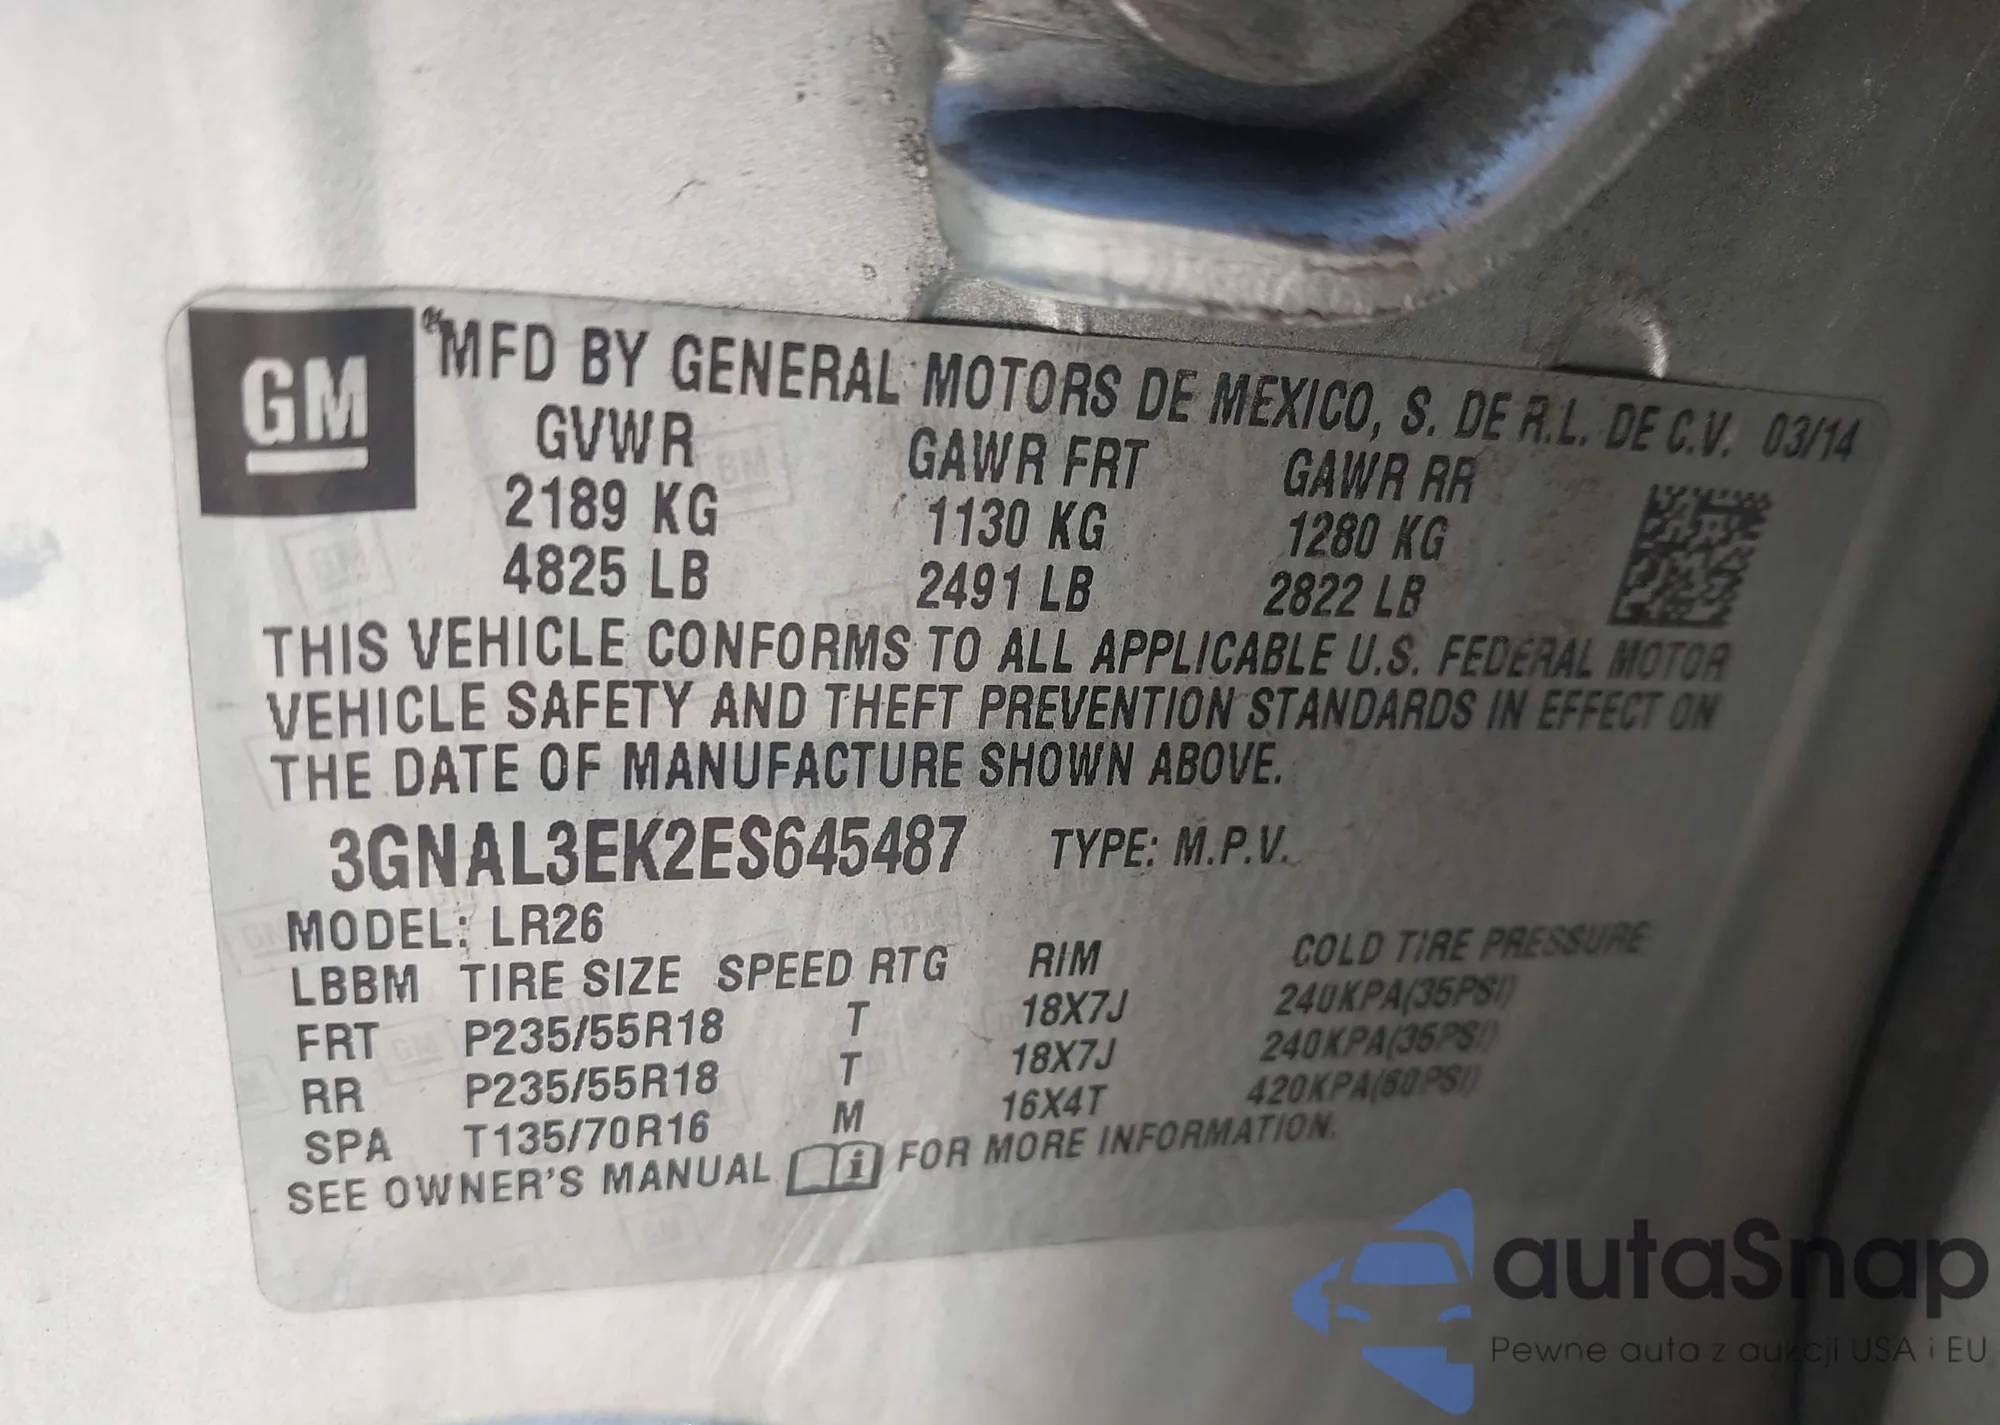 GM
MFD BY GENERAL MOTORS DE MEXICO, S. DE R.L. DE C.V. 03/14
GVWR GAWR FRT GAWR RR
2189 KG 1130 KG 1280 KG
4825 LB 2491 LB 2822 LB
THIS VEHICLE CONFORMS TO ALL APPLICABLE U.S. FEDERAL MOTOR
VEHICLE SAFETY AND THEFT PREVENTION STANDARDS IN EFFECT ON
THE DATE OF MANUFACTURE SHOWN ABOVE.
3GNAL3EK2ES645487 TYPE: M.P.V.
MODEL: LR26
LBBM TIRE SIZE SPEED RTG RIM COLD TIRE PRESSURE
FRT P235/55R18 T 18X7J 240KPA(35PSI)
RR P235/55R18 T 18X7J 240KPA(35PSI)
SPA T135/70R16 M 16X4T 420KPA(60PSI)
SEE OWNER'S MANUAL i FOR MORE INFORMATION.
autaSnap
Pewne auta z aukcji USA i EU